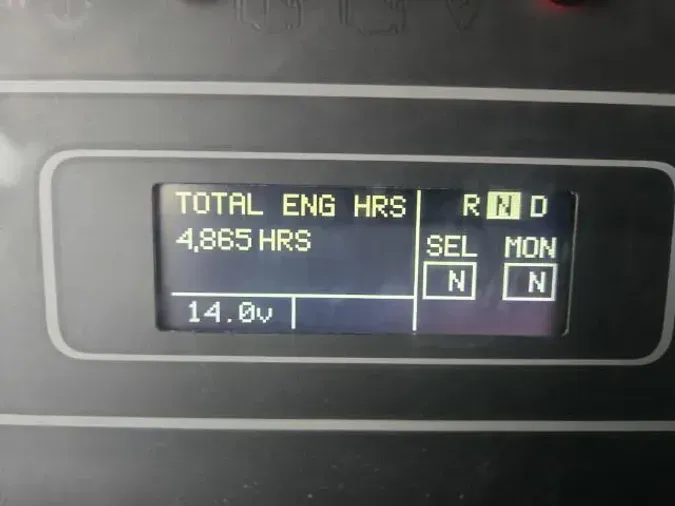 TOTAL ENG HRS
4,865 HRS
14.0v
R N D
SEL MON
N N